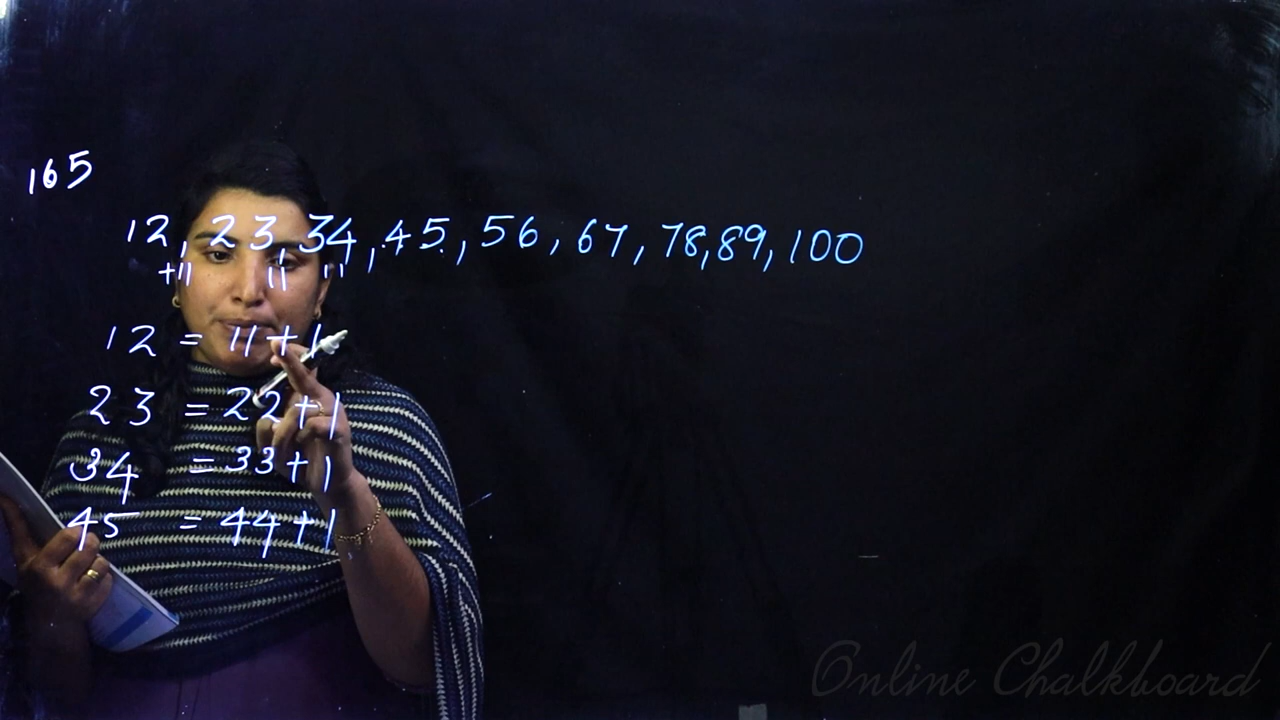 165
12, 23, 34, 45, 56, 67, 78, 89, 100
+11 11 11
12 = 11 + 1
23 = 22 + 1
34 = 33 + 1
45 = 44 + 1
Online Chalkboard